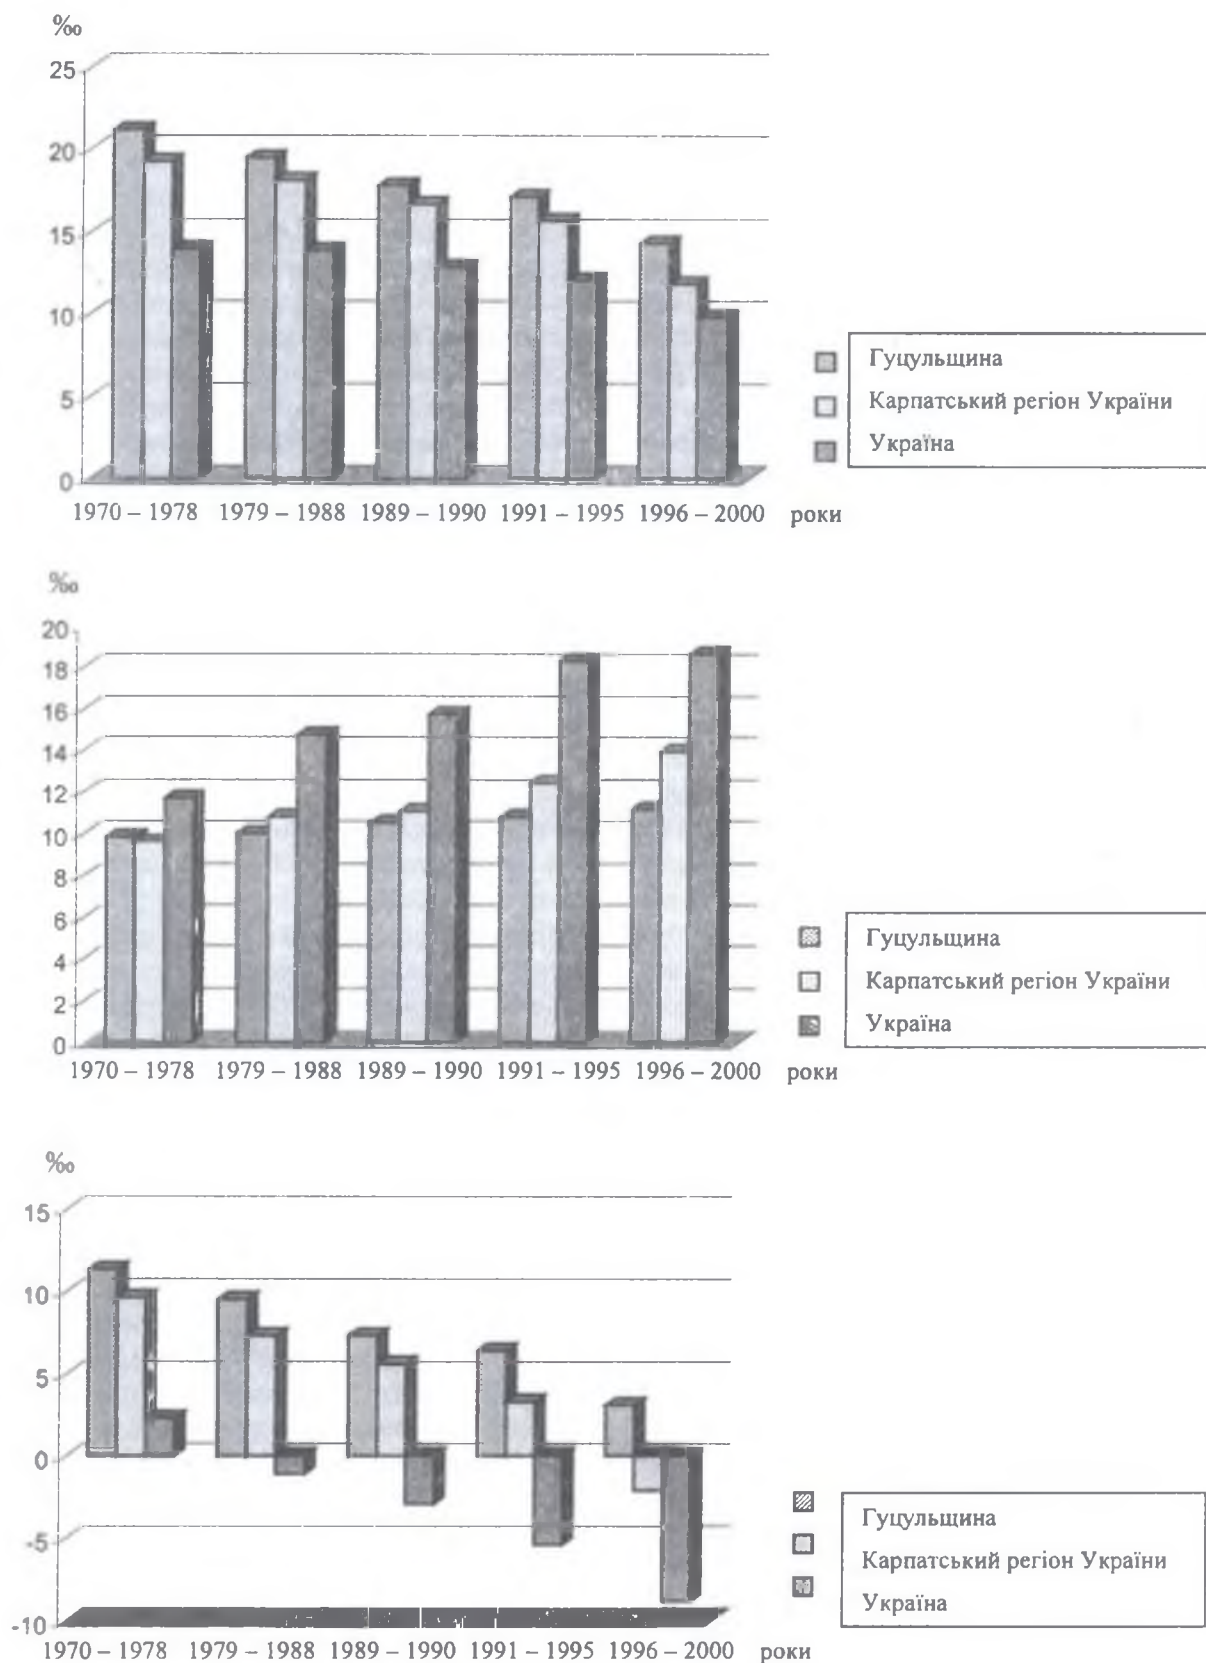 ‰
25
20
15
10
5
0
1970 – 1978 1979 – 1988 1989 – 1990 1991 – 1995 1996 – 2000 роки
Гуцульщина
Карпатський регіон України
Україна
‰
20
18
16
14
12
10
8
6
4
2
0
1970 – 1978 1979 – 1988 1989 – 1990 1991 – 1995 1996 – 2000 роки
Гуцульщина
Карпатський регіон України
Україна
‰
15
10
5
0
-5
-10
1970 – 1978 1979 – 1988 1989 – 1990 1991 – 1995 1996 – 2000 роки
Гуцульщина
Карпатський регіон України
Україна